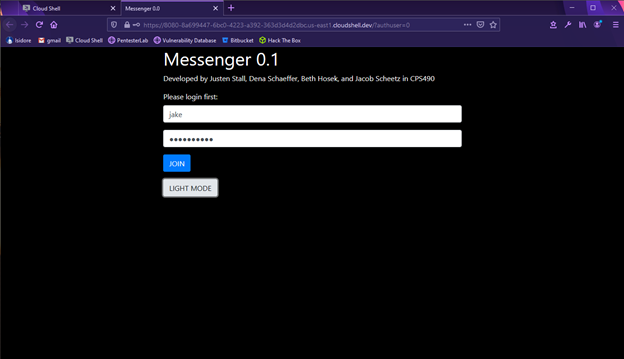 Cloud Shell
Messenger 0.0
https://8080-8a699447-6bc0-4223-a392-363d3d4d2dbc.us-east1.cloudshell.dev/?authuser=0
Isidore gmail Cloud Shell PentesterLab Vulnerability Database Bitbucket Hack The Box
Messenger 0.1
Developed by Justen Stall, Dena Schaeffer, Beth Hosek, and Jacob Scheetz in CPS490
Please login first:
jake
JOIN
LIGHT MODE